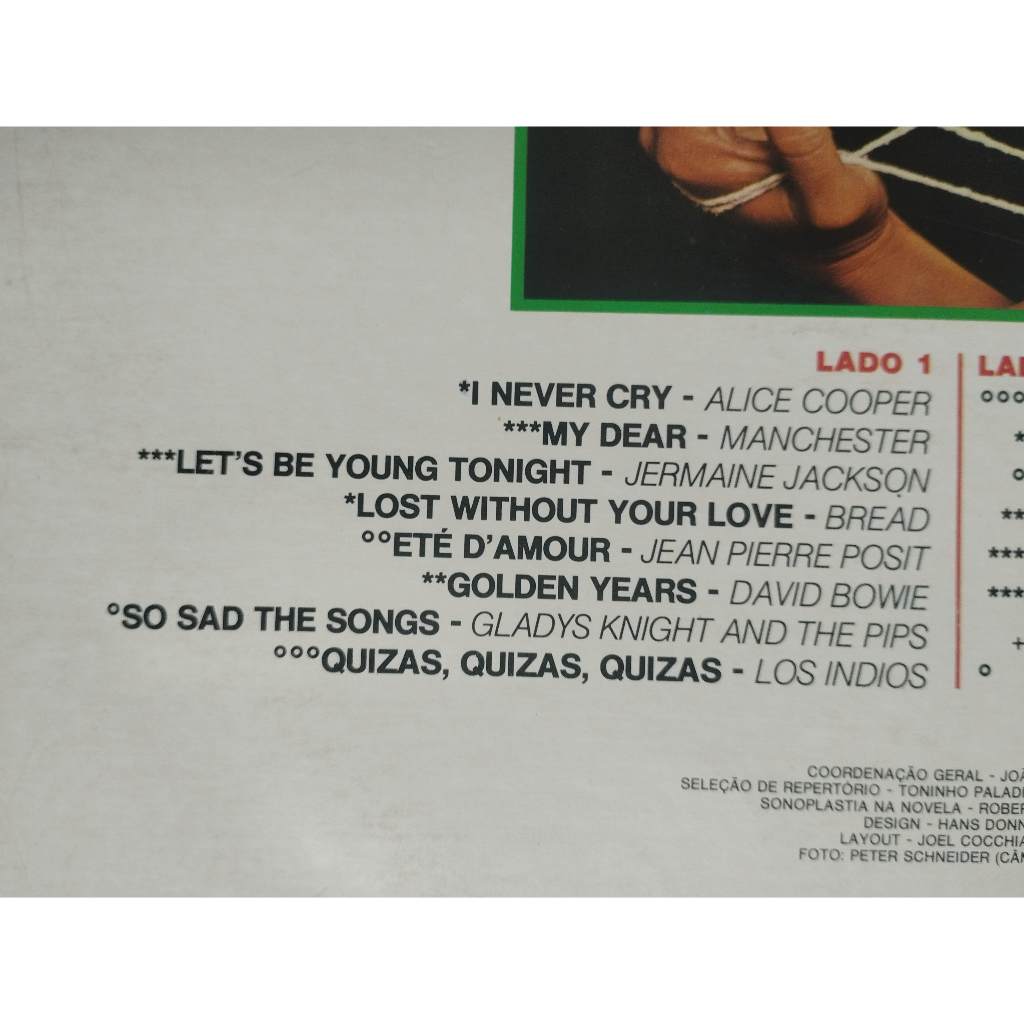 LADO 1
*I NEVER CRY - ALICE COOPER
***MY DEAR - MANCHESTER
***LET'S BE YOUNG TONIGHT - JERMAINE JACKSON
*LOST WITHOUT YOUR LOVE - BREAD
°°ETÉ D'AMOUR - JEAN PIERRE POSIT
**GOLDEN YEARS - DAVID BOWIE
°SO SAD THE SONGS - GLADYS KNIGHT AND THE PIPS
°°°QUIZAS, QUIZAS, QUIZAS - LOS INDIOS
COORDENAÇÃO GERAL -
SELEÇÃO DE REPERTÓRIO - TONINHO
SONOPLASTIA NA NOVELA -
DESIGN - HANS
LAYOUT - JOEL
FOTO: PETER SCHNEIDER